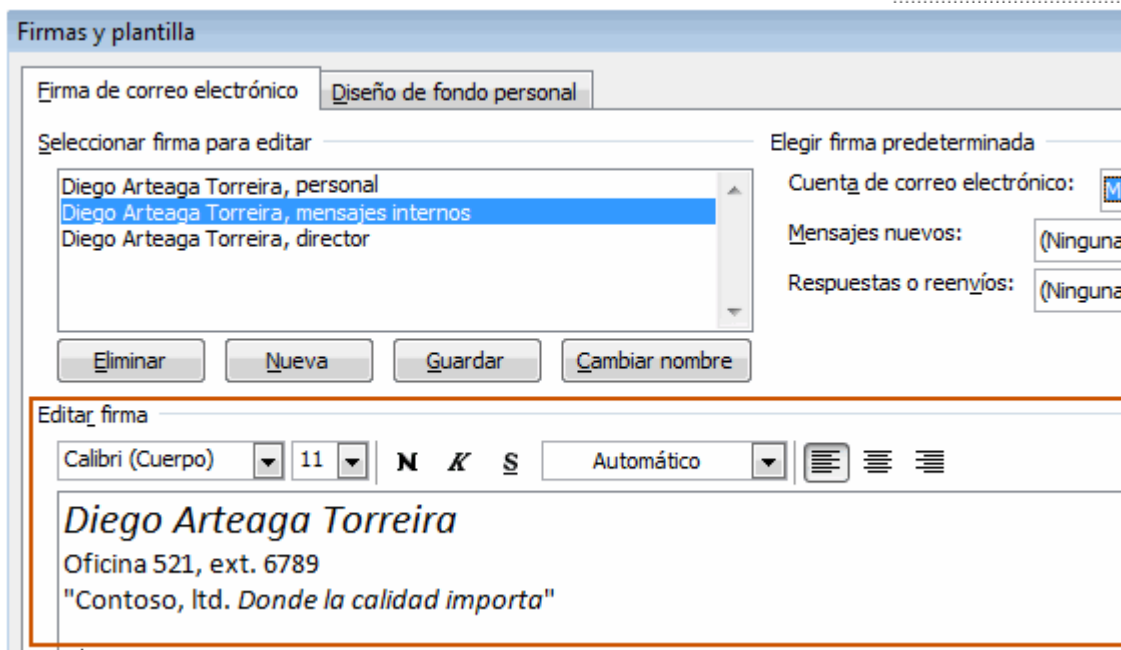 Firmas y plantilla
Firma de correo electrónico
Diseño de fondo personal
Seleccionar firma para editar
Elegir firma predeterminada
Diego Arteaga Torreira, personal
Diego Arteaga Torreira, mensajes internos
Diego Arteaga Torreira, director
Cuenta de correo electrónico:
Mensajes nuevos:
(Ninguna
Respuestas o reenvíos:
(Ninguna
Eliminar
Nueva
Guardar
Cambiar nombre
Editar firma
Calibri (Cuerpo)
11
N K S
Automático
Diego Arteaga Torreira
Oficina 521, ext. 6789
"Contoso, ltd. Donde la calidad importa"